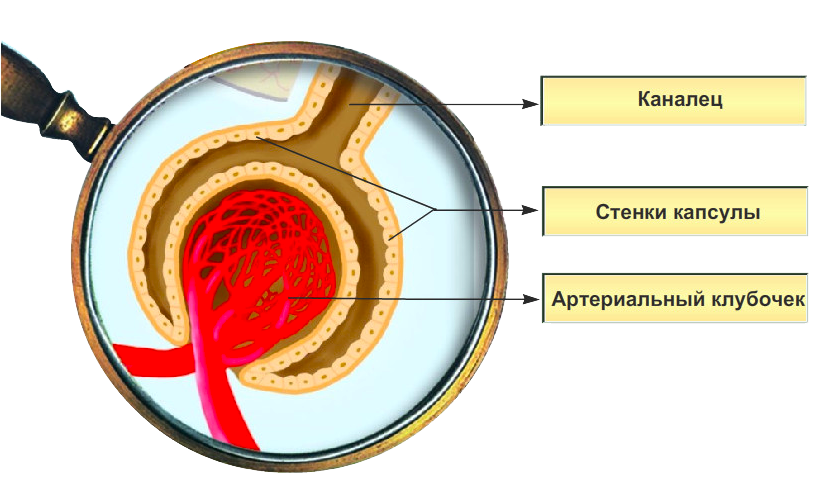 Каналец
Стенки капсулы
Артериальный клубочек